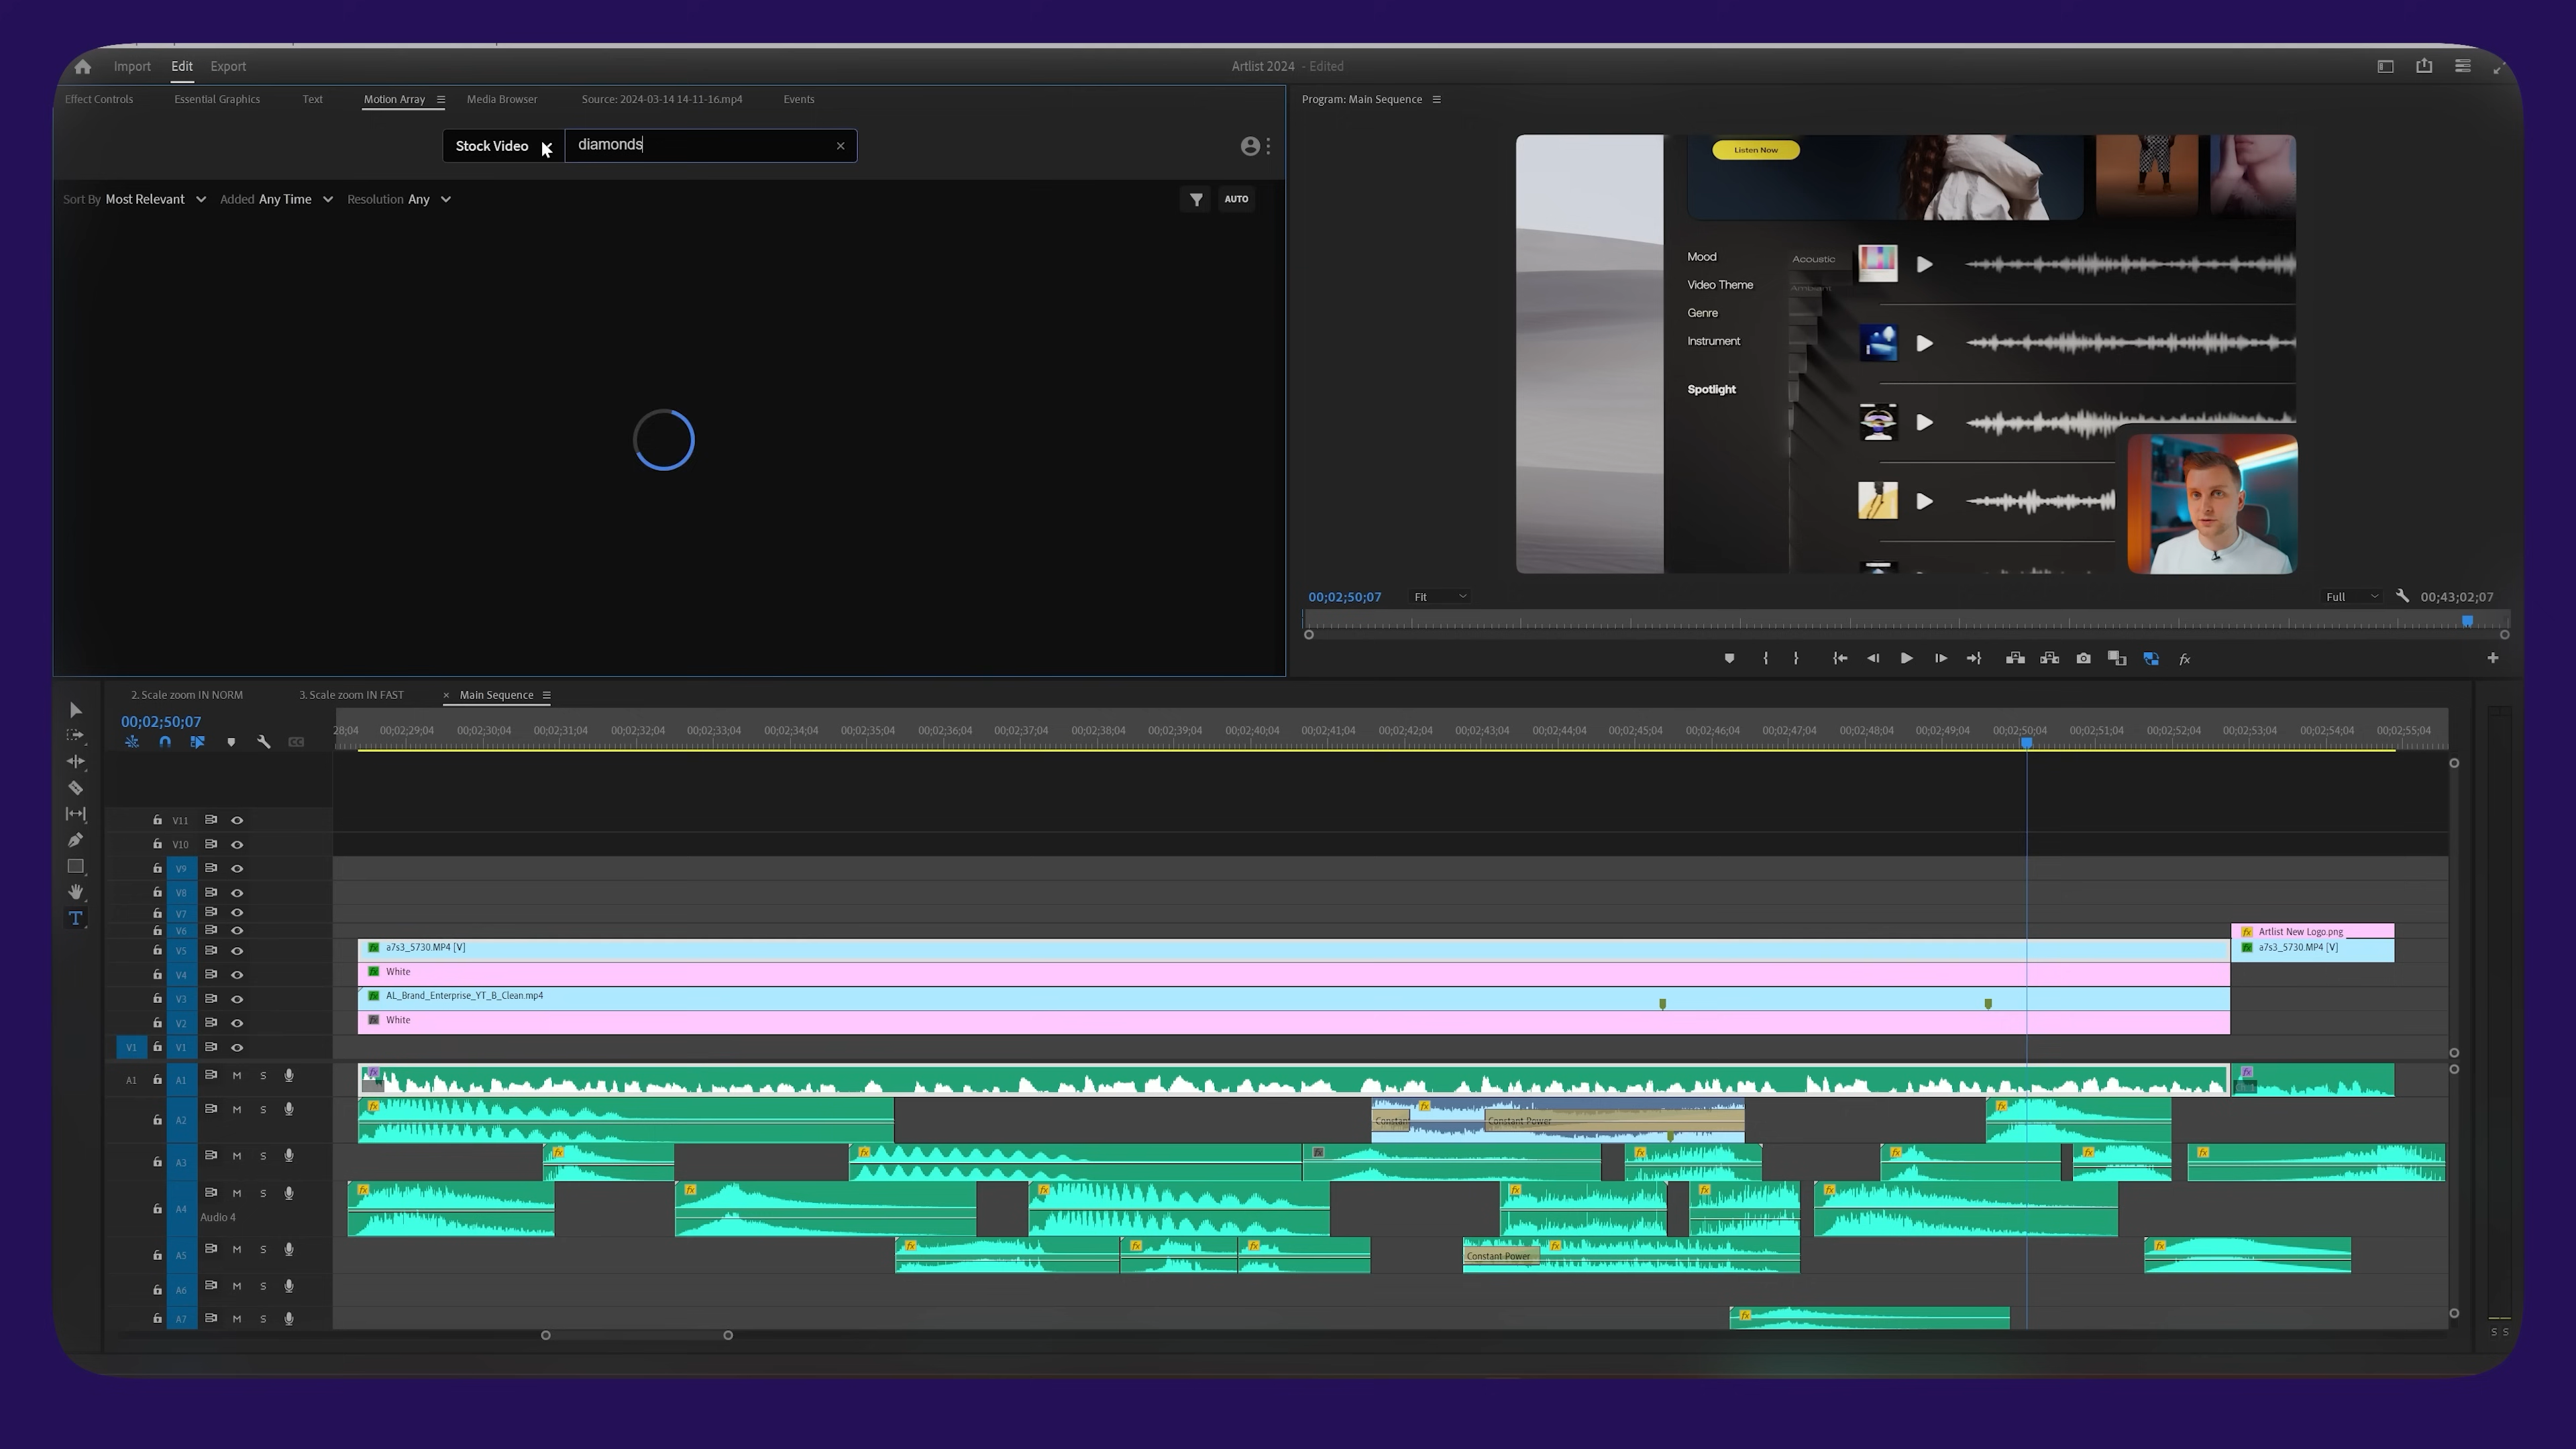 Import Edit Export
Artlist 2024 - Edited
Effect Controls Essential Graphics Text Motion Array Media Browser Source: 2024-03-14 14-11-16.mp4 Events
Program: Main Sequence
Stock Video diamonds
Sort By Most Relevant Added Any Time Resolution Any AUTO
Listen Now
Mood
Video Theme
Genre
Instrument
Spotlight
Acoustic
Ambient
00;02;50;07 Fit Full 00;43;02;07
2. Scale zoom IN NORM 3. Scale zoom IN FAST Main Sequence
00;02;50;07
28;04 00;02;29;04 00;02;30;04 00;02;31;04 00;02;32;04 00;02;33;04 00;02;34;04 00;02;35;04 00;02;36;04 00;02;37;04 00;02;38;04 00;02;39;04 00;02;40;04 00;02;41;04 00;02;42;04 00;02;43;04 00;02;44;04 00;02;45;04 00;02;46;04 00;02;47;04 00;02;48;04 00;02;49;04 00;02;50;04 00;02;51;04 00;02;52;04 00;02;53;04 00;02;54;04 00;02;55;04
V11
V10
V9
V8
V7
V6 Artlist New Logo.png
V5 a7s3_5730.MP4 [V] a7s3_5730.MP4 [V]
V4 White
V3 AL_Brand_Enterprise_YT_B_Clean.mp4
V2 White
V1 V1
A1 A1 M S
A2 M S Constant Constant Power
A3 M S
A4 M S
Audio 4
A5 M S Constant Power
A6 M S
A7 M S
S S